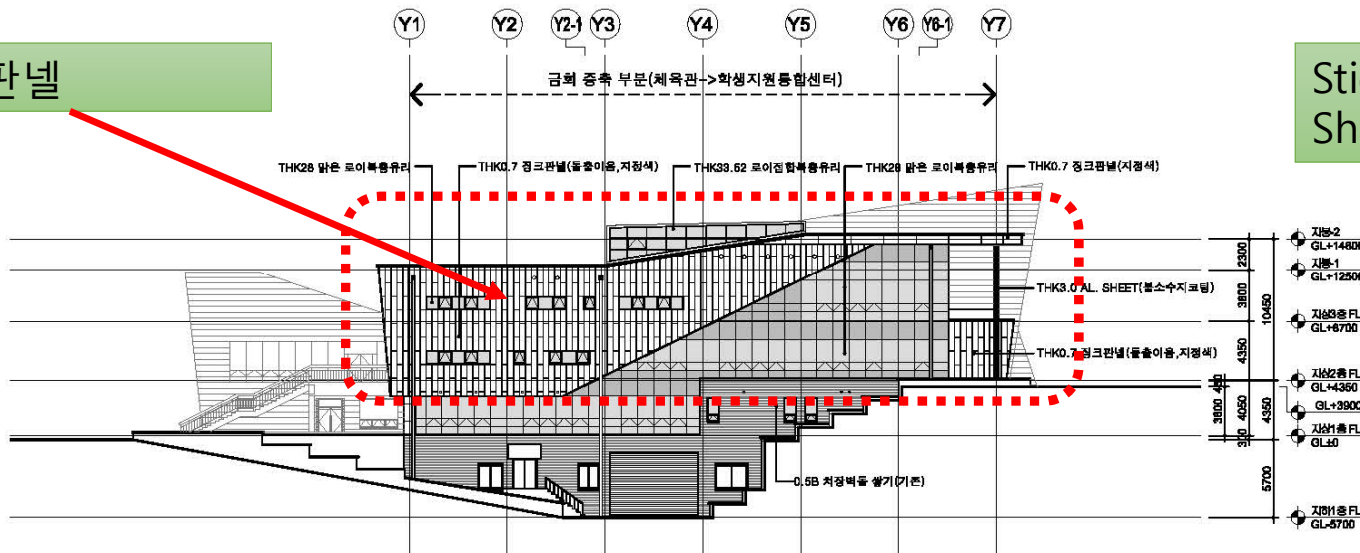 Y1 Y2 Y2-1 Y3 Y4 Y5 Y6 Y6-1 Y7
판넬
금회 증축 부분(체육관->학생지원통합센터)
Sti
Sh
THK28 맑은 로이복층유리
THK0.7 징크판넬(돌출이음,지정색)
THK33.52 로이접합복층유리
THK28 맑은 로이복층유리
THK0.7 징크판넬(지정색)
지붕-2
GL+1460
2300
지붕-1
GL+1250
THK3.0 AL. SHEET(불소수지코팅)
3800
10450
지상3층 FL
GL+8700
THK0.7 징크판넬(돌출이음,지정색)
4350
지상2층 FL
GL+4350
450
GL+3900
3600
4050
4350
지상1층 FL
GL±0
300
0.5B 치장벽돌 쌓기(기존)
5700
지하1층 FL
GL-5700